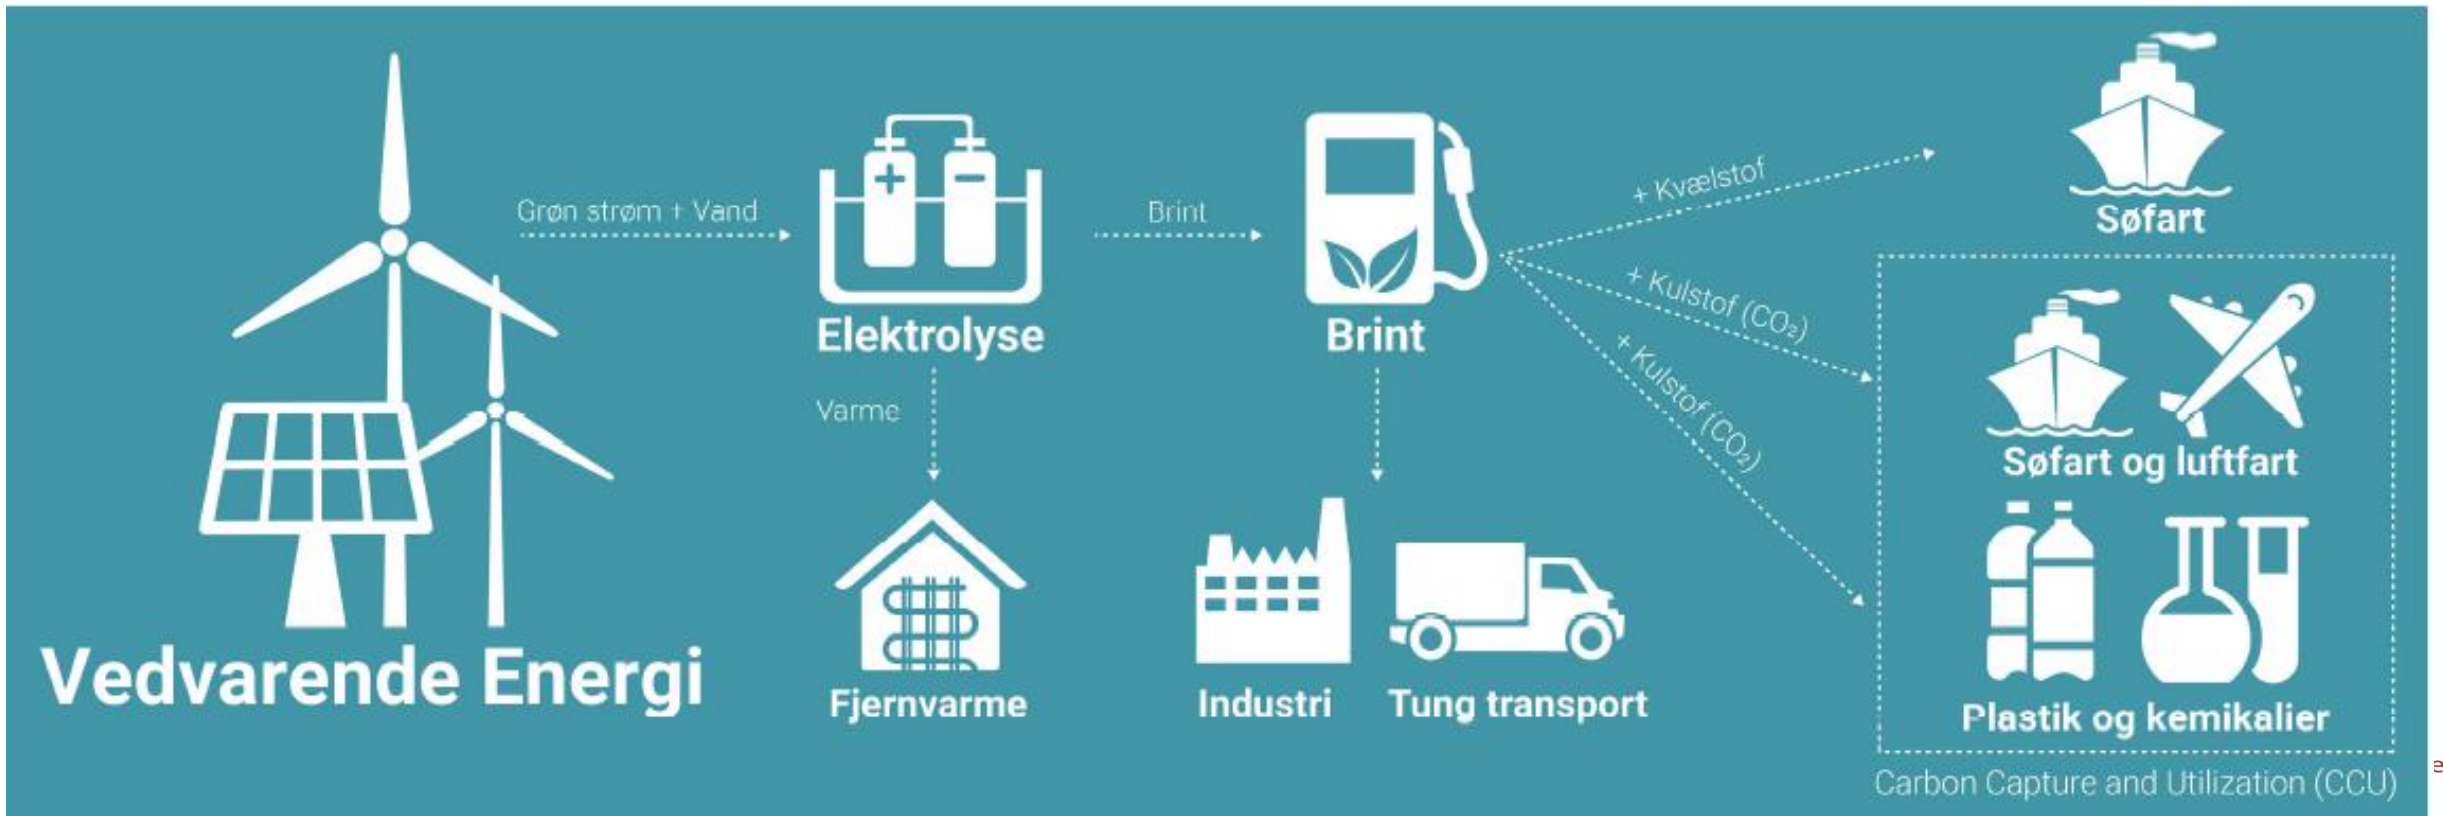 Grøn strøm + Vand
Brint
+ Kvælstof
Søfart
+ Kulstof (CO₂)
+ Kulstof (CO₂)
Elektrolyse
Brint
Varme
Søfart og luftfart
Vedvarende Energi
Fjernvarme
Industri
Tung transport
Plastik og kemikalier
Carbon Capture and Utilization (CCU)
e